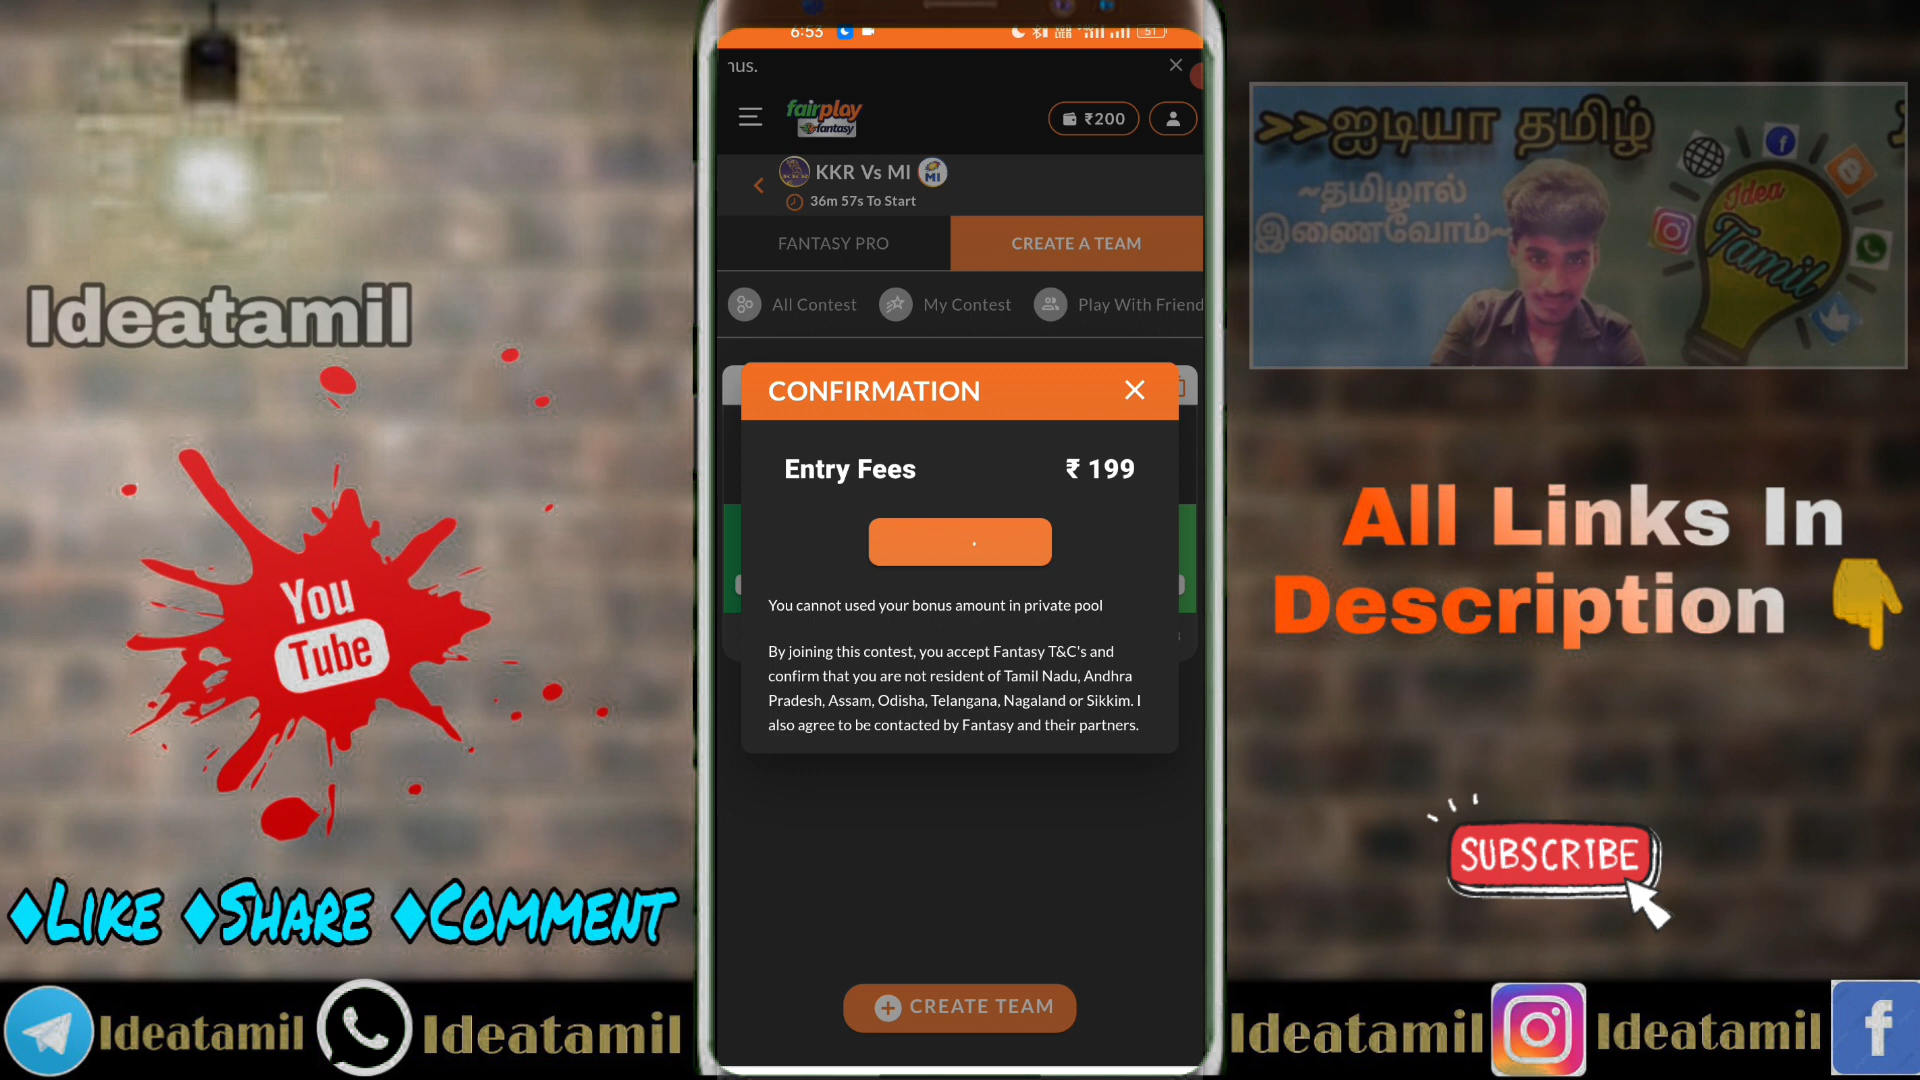 6:53
51
nus.
fairplay
fantasy
₹200
KKR Vs MI
MI
36m 57s To Start
FANTASY PRO
CREATE A TEAM
All Contest
My Contest
Play With Friend
CONFIRMATION
Entry Fees
₹ 199
You cannot used your bonus amount in private pool
By joining this contest, you accept Fantasy T&C's and
confirm that you are not resident of Tamil Nadu, Andhra
Pradesh, Assam, Odisha, Telangana, Nagaland or Sikkim. I
also agree to be contacted by Fantasy and their partners.
CREATE TEAM
Ideatamil
You
Tube
♦LIKE ♦SHARE ♦COMMENT
>>ஐடியா தமிழ்
~தமிழால்
இணைவோம்~
Idea
Tamil
All Links In
Description
SUBSCRIBE
Ideatamil
Ideatamil
Ideatamil
Ideatamil